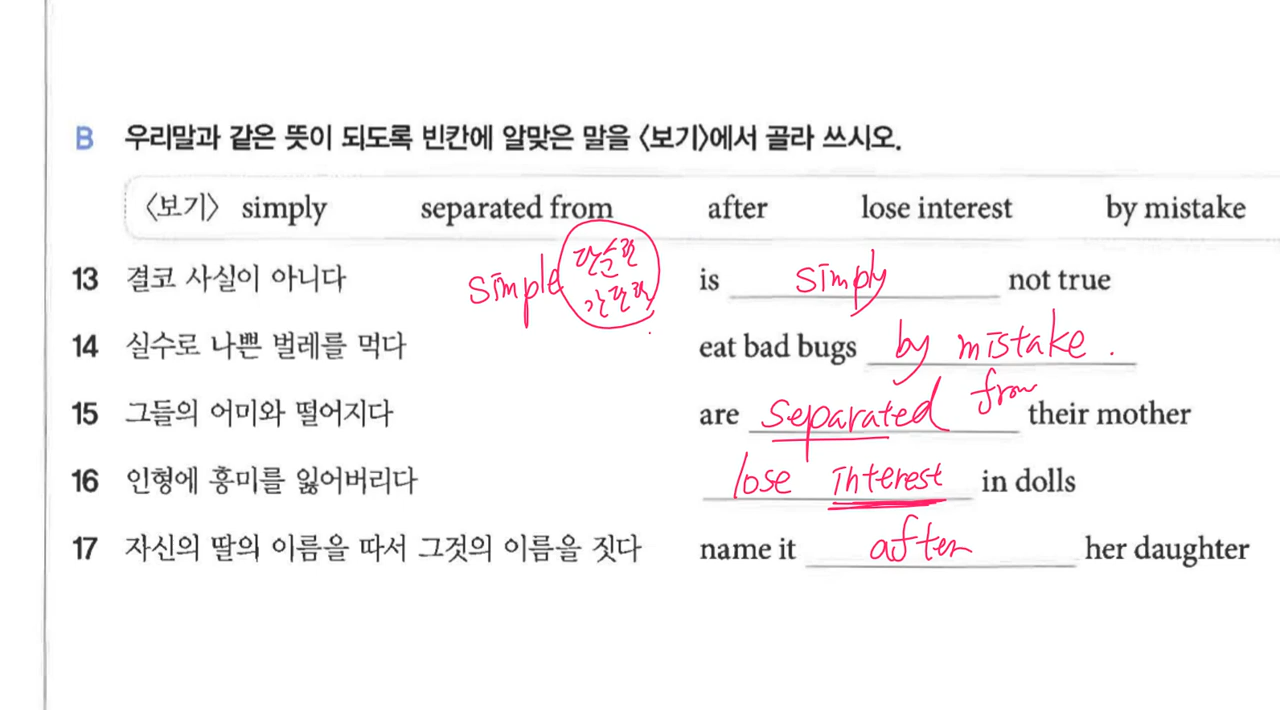 B 우리말과 같은 뜻이 되도록 빈칸에 알맞은 말을 〈보기〉에서 골라 쓰시오.
〈보기〉 simply separated from after lose interest by mistake
13 결코 사실이 아니다 simple 단순한 is simply not true
간단한
14 실수로 나쁜 벌레를 먹다 eat bad bugs by mistake.
15 그들의 어미와 떨어지다 are separated from their mother
16 인형에 흥미를 잃어버리다 lose interest in dolls
17 자신의 딸의 이름을 따서 그것의 이름을 짓다 name it after her daughter